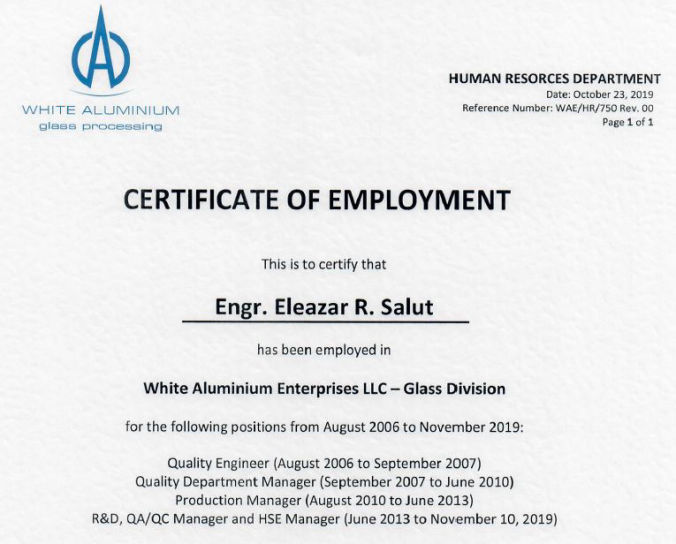 WHITE ALUMINIUM
glass processing
HUMAN RESORCES DEPARTMENT
Date: October 23, 2019
Reference Number: WAE/HR/750 Rev. 00
Page 1 of 1
CERTIFICATE OF EMPLOYMENT
This is to certify that
Engr. Eleazar R. Salut
has been employed in
White Aluminium Enterprises LLC – Glass Division
for the following positions from August 2006 to November 2019:
Quality Engineer (August 2006 to September 2007)
Quality Department Manager (September 2007 to June 2010)
Production Manager (August 2010 to June 2013)
R&D, QA/QC Manager and HSE Manager (June 2013 to November 10, 2019)